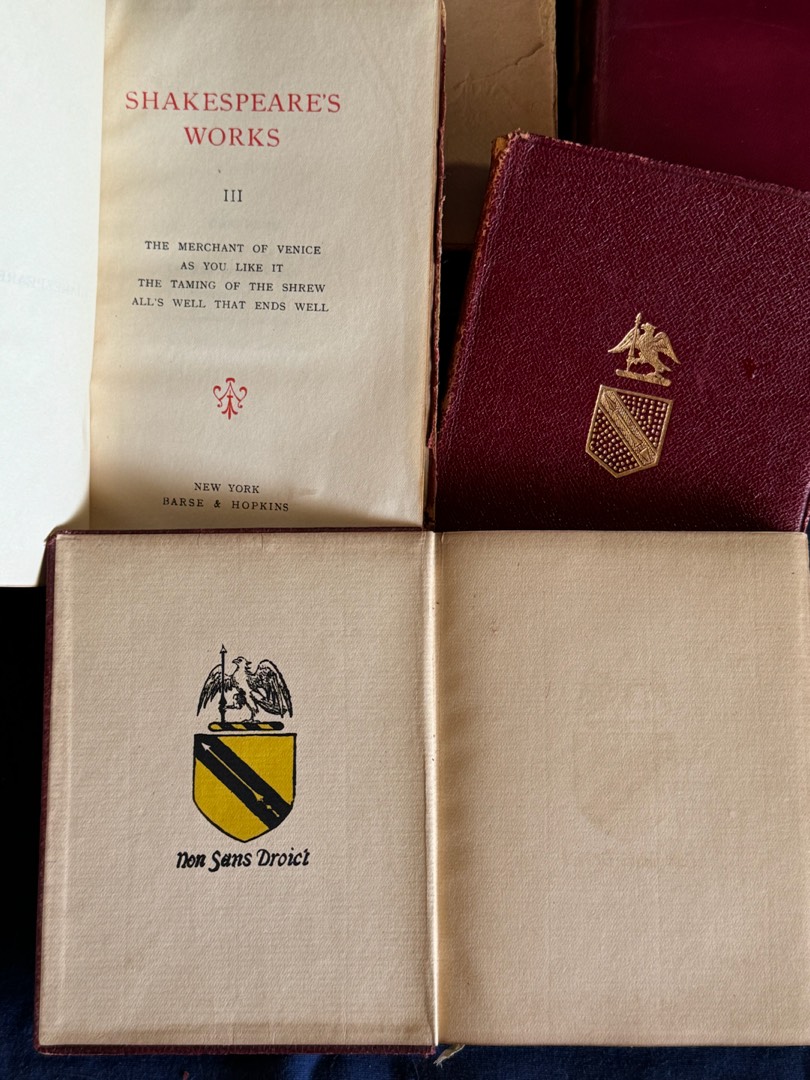 SHAKESPEARE'S
WORKS
III
THE MERCHANT OF VENICE
AS YOU LIKE IT
THE TAMING OF THE SHREW
ALL'S WELL THAT ENDS WELL
NEW YORK
BARSE & HOPKINS
Non Sans Droict